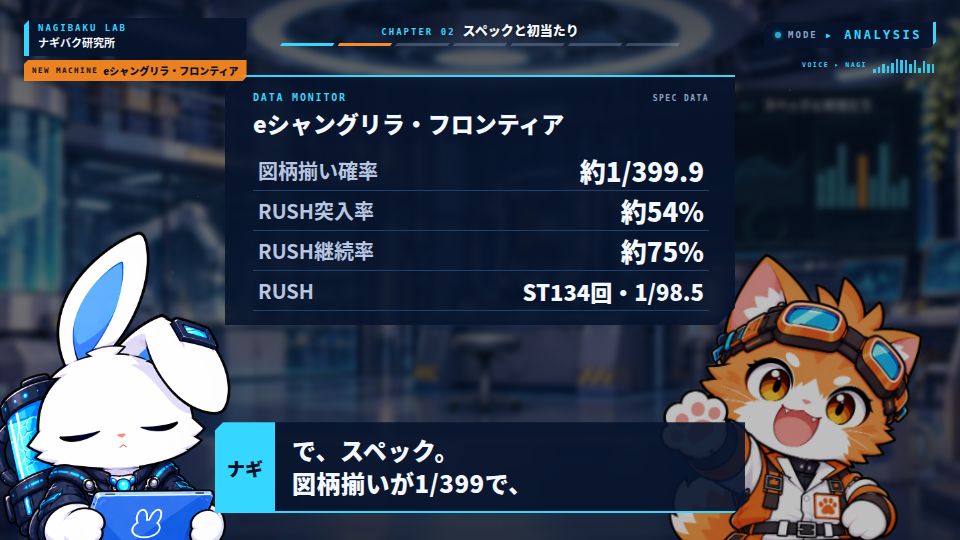 NAGIBAKU LAB
ナギバク研究所
NEW MACHINE eシャングリラ・フロンティア
CHAPTER 02 スペックと初当たり
MODE ▶ ANALYSIS
VOICE ▸ NAGI
DATA MONITOR
SPEC DATA
eシャングリラ・フロンティア
図柄揃い確率 約1/399.9
RUSH突入率 約54%
RUSH継続率 約75%
RUSH ST134回・1/98.5
ナギ
で、スペック。
図柄揃いが1/399で、